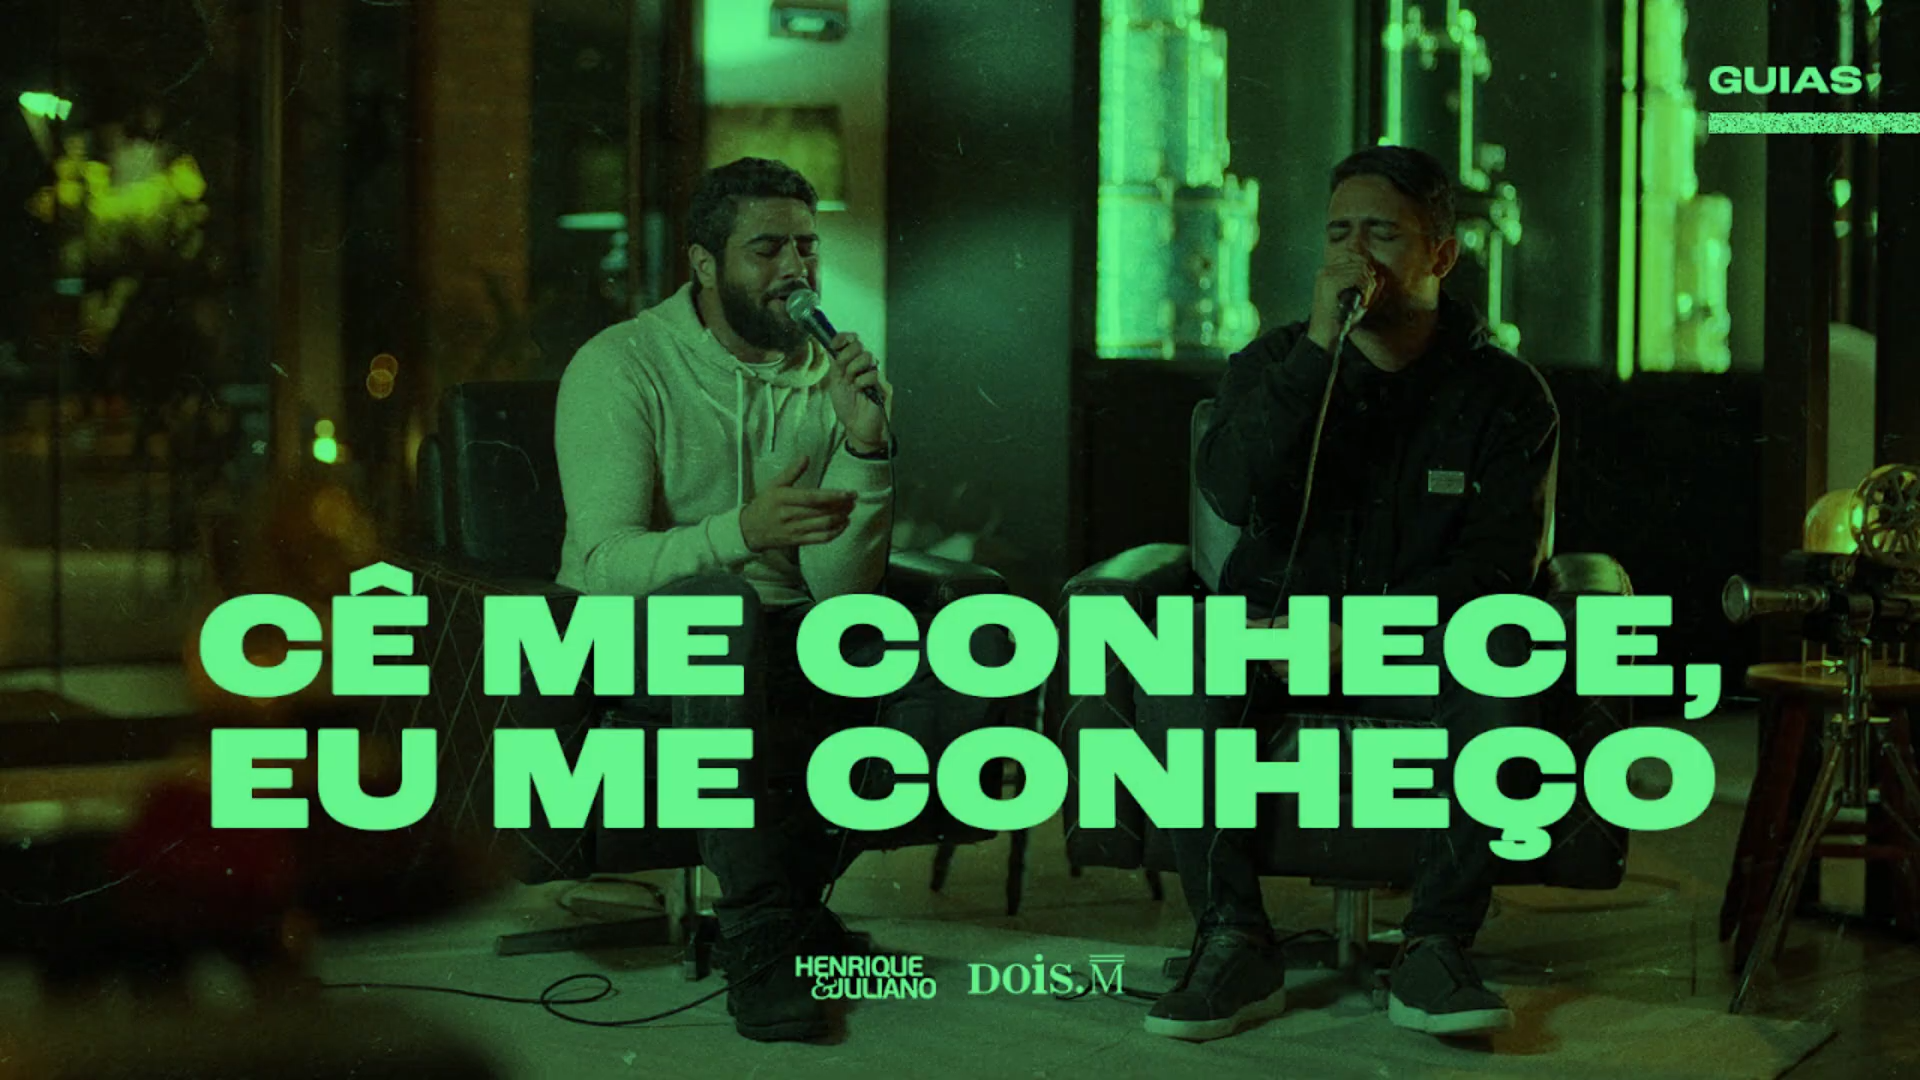 GUIAS
CÊ ME CONHECE,
EU ME CONHEÇO
HENRIQUE
&JULIANO
DOIS.M